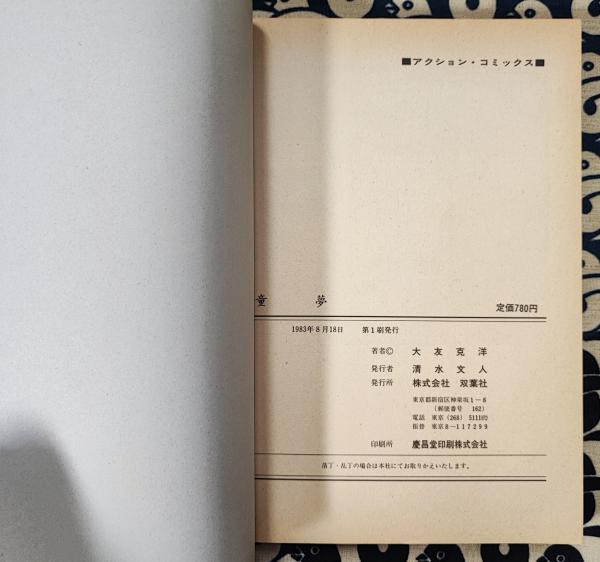 ■アクション・コミックス■
童 夢
定価780円
1983年8月18日 第1刷発行
著者© 大友克洋
発行者 清水文人
発行所 株式会社 双葉社
東京都新宿区神楽坂1−8
(郵便番号 162)
電話 東京(268)5111㈹
振替 東京8−117299
印刷所 慶昌堂印刷株式会社
落丁・乱丁の場合は本社にてお取りかえいたします。